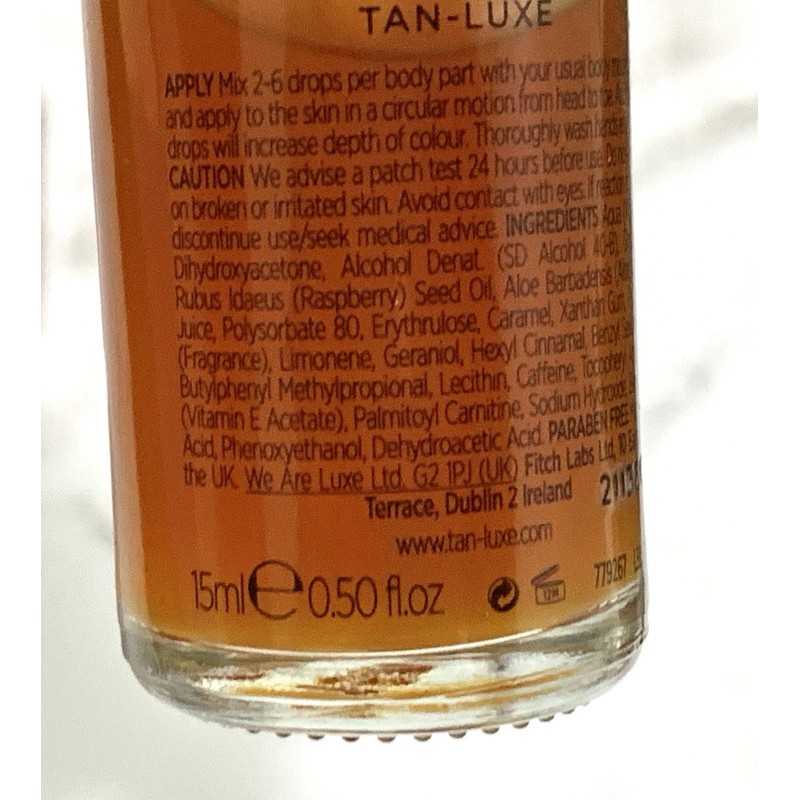 TAN-LUXE
APPLY Mix 2-6 drops per body part with your usual body
and apply to the skin in a circular motion from head to toe.
drops will increase depth of colour. Thoroughly wash hands
CAUTION We advise a patch test 24 hours before use. Do not
on broken or irritated skin. Avoid contact with eyes. If reaction
discontinue use/seek medical advice. INGREDIENTS Aqua
Dihydroxyacetone, Alcohol Denat. (SD Alcohol 40-B),
Rubus Idaeus (Raspberry) Seed Oil, Aloe Barbadensis
Juice, Polysorbate 80, Erythrulose, Caramel, Xanthan Gum,
(Fragrance), Limonene, Geraniol, Hexyl Cinnamal, Benzyl
Butylphenyl Methylpropional, Lecithin, Caffeine,
(Vitamin E Acetate), Palmitoyl Carnitine, Sodium Hydroxide,
Acid, Phenoxyethanol, Dehydroacetic Acid. PARABEN FREE
the UK. We Are Luxe Ltd. G2 1PJ (UK) Fitch Labs Ltd, 10
Terrace, Dublin 2 Ireland
www.tan-luxe.com
15ml e 0.50 fl.oz 12M 779267